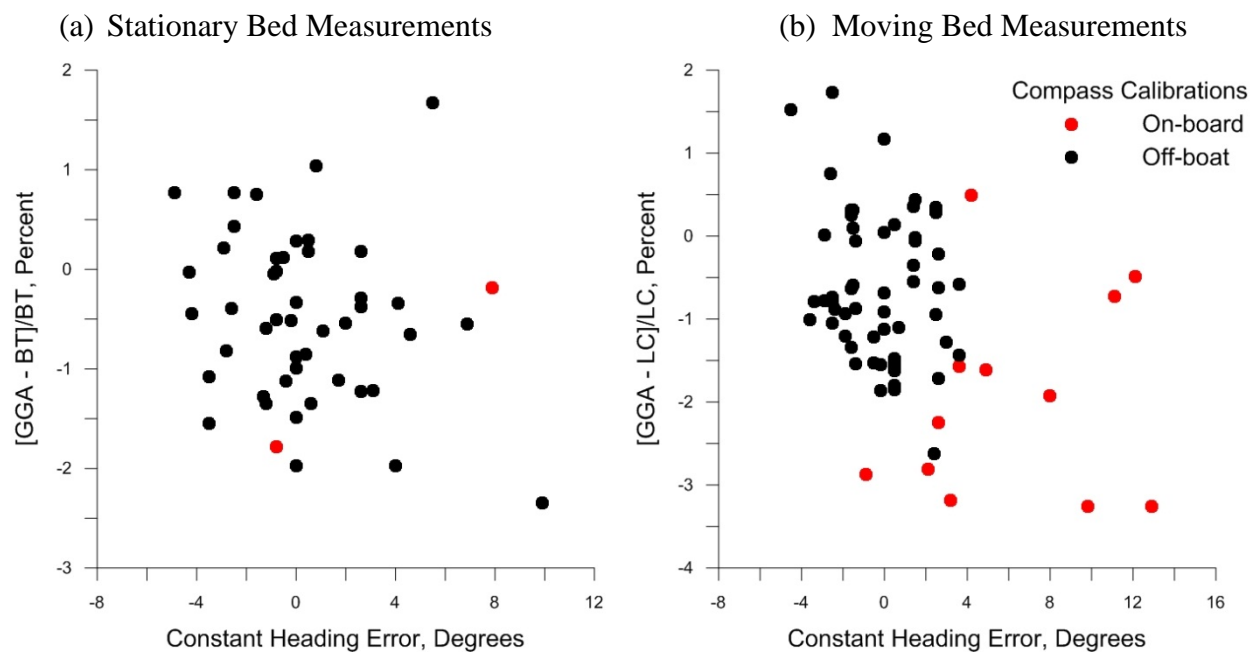 (a) Stationary Bed Measurements
(b) Moving Bed Measurements
2
1
0
-1
-2
-3
[GGA - BT]/BT, Percent
-8 -4 0 4 8 12
Constant Heading Error, Degrees
2
1
0
-1
-2
-3
-4
[GGA - LC]/LC, Percent
Compass Calibrations
On-board
Off-boat
-8 -4 0 4 8 12 16
Constant Heading Error, Degrees